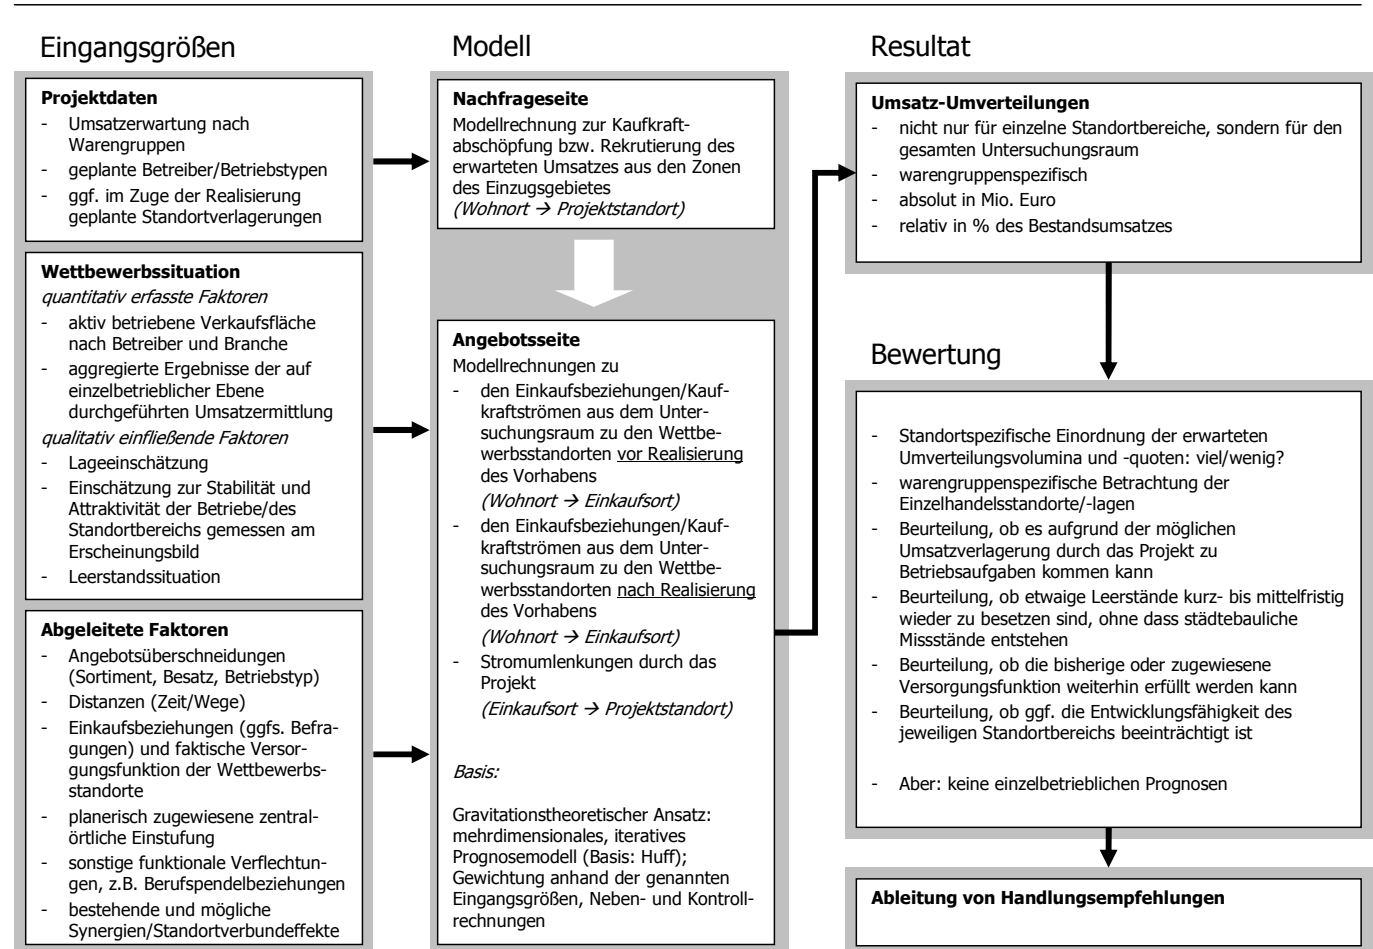 Eingangsgrößen
Projektdaten
- Umsatzerwartung nach
Warengruppen
- geplante Betreiber/Betriebstypen
- ggf. im Zuge der Realisierung
geplante Standortverlagerungen
Wettbewerbssituation
quantitativ erfasste Faktoren
- aktiv betriebene Verkaufsfläche
nach Betreiber und Branche
- aggregierte Ergebnisse der auf
einzelbetrieblicher Ebene
durchgeführten Umsatzermittlung
qualitativ einfließende Faktoren
- Lageeinschätzung
- Einschätzung zur Stabilität und
Attraktivität der Betriebe/des
Standortbereichs gemessen am
Erscheinungsbild
- Leerstandssituation
Abgeleitete Faktoren
- Angebotsüberschneidungen
(Sortiment, Besatz, Betriebstyp)
- Distanzen (Zeit/Wege)
- Einkaufsbeziehungen (ggfs. Befra-
gungen) und faktische Versor-
gungsfunktion der Wettbewerbs-
standorte
- planerisch zugewiesene zentral-
örtliche Einstufung
- sonstige funktionale Verflechtun-
gen, z.B. Berufspendelbeziehungen
- bestehende und mögliche
Synergien/Standortverbundeffekte
Modell
Nachfrageseite
Modellrechnung zur Kaufkraft-
abschöpfung bzw. Rekrutierung des
erwarteten Umsatzes aus den Zonen
des Einzugsgebietes
(Wohnort → Projektstandort)
Angebotsseite
Modellrechnungen zu
- den Einkaufsbeziehungen/Kauf-
kraftströmen aus dem Unter-
suchungsraum zu den Wettbe-
werbsstandorten vor Realisierung
des Vorhabens
(Wohnort → Einkaufsort)
- den Einkaufsbeziehungen/Kauf-
kraftströmen aus dem Unter-
suchungsraum zu den Wettbe-
werbsstandorten nach Realisierung
des Vorhabens
(Wohnort → Einkaufsort)
- Stromumlenkungen durch das
Projekt
(Einkaufsort → Projektstandort)
Basis:
Gravitationstheoretischer Ansatz:
mehrdimensionales, iteratives
Prognosemodell (Basis: Huff);
Gewichtung anhand der genannten
Eingangsgrößen, Neben- und Kontroll-
rechnungen
Resultat
Umsatz-Umverteilungen
- nicht nur für einzelne Standortbereiche, sondern für den
gesamten Untersuchungsraum
- warengruppenspezifisch
- absolut in Mio. Euro
- relativ in % des Bestandsumsatzes
Bewertung
- Standortspezifische Einordnung der erwarteten
Umverteilungsvolumina und -quoten: viel/wenig?
- warengruppenspezifische Betrachtung der
Einzelhandelsstandorte/-lagen
- Beurteilung, ob es aufgrund der möglichen
Umsatzverlagerung durch das Projekt zu
Betriebsaufgaben kommen kann
- Beurteilung, ob etwaige Leerstände kurz- bis mittelfristig
wieder zu besetzen sind, ohne dass städtebauliche
Missstände entstehen
- Beurteilung, ob die bisherige oder zugewiesene
Versorgungsfunktion weiterhin erfüllt werden kann
- Beurteilung, ob ggf. die Entwicklungsfähigkeit des
jeweiligen Standortbereichs beeinträchtigt ist
- Aber: keine einzelbetrieblichen Prognosen
Ableitung von Handlungsempfehlungen